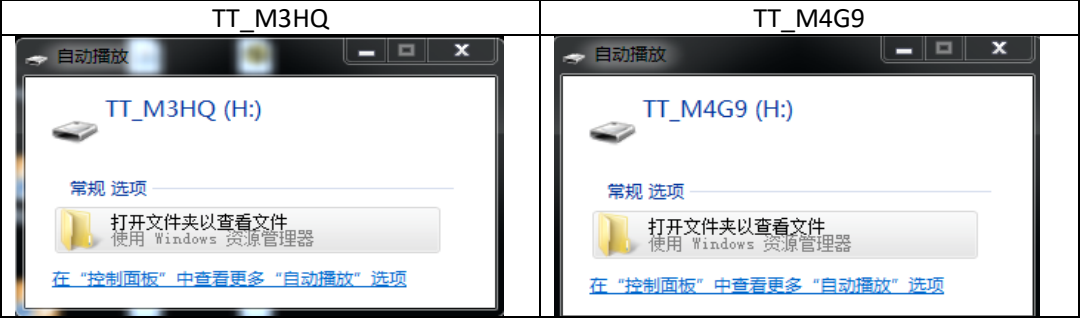 TT_M3HQ
自动播放
TT_M3HQ (H:)
常规 选项
打开文件夹以查看文件
使用 Windows 资源管理器
在“控制面板”中查看更多“自动播放”选项
TT_M4G9
自动播放
TT_M4G9 (H:)
常规 选项
打开文件夹以查看文件
使用 Windows 资源管理器
在“控制面板”中查看更多“自动播放”选项